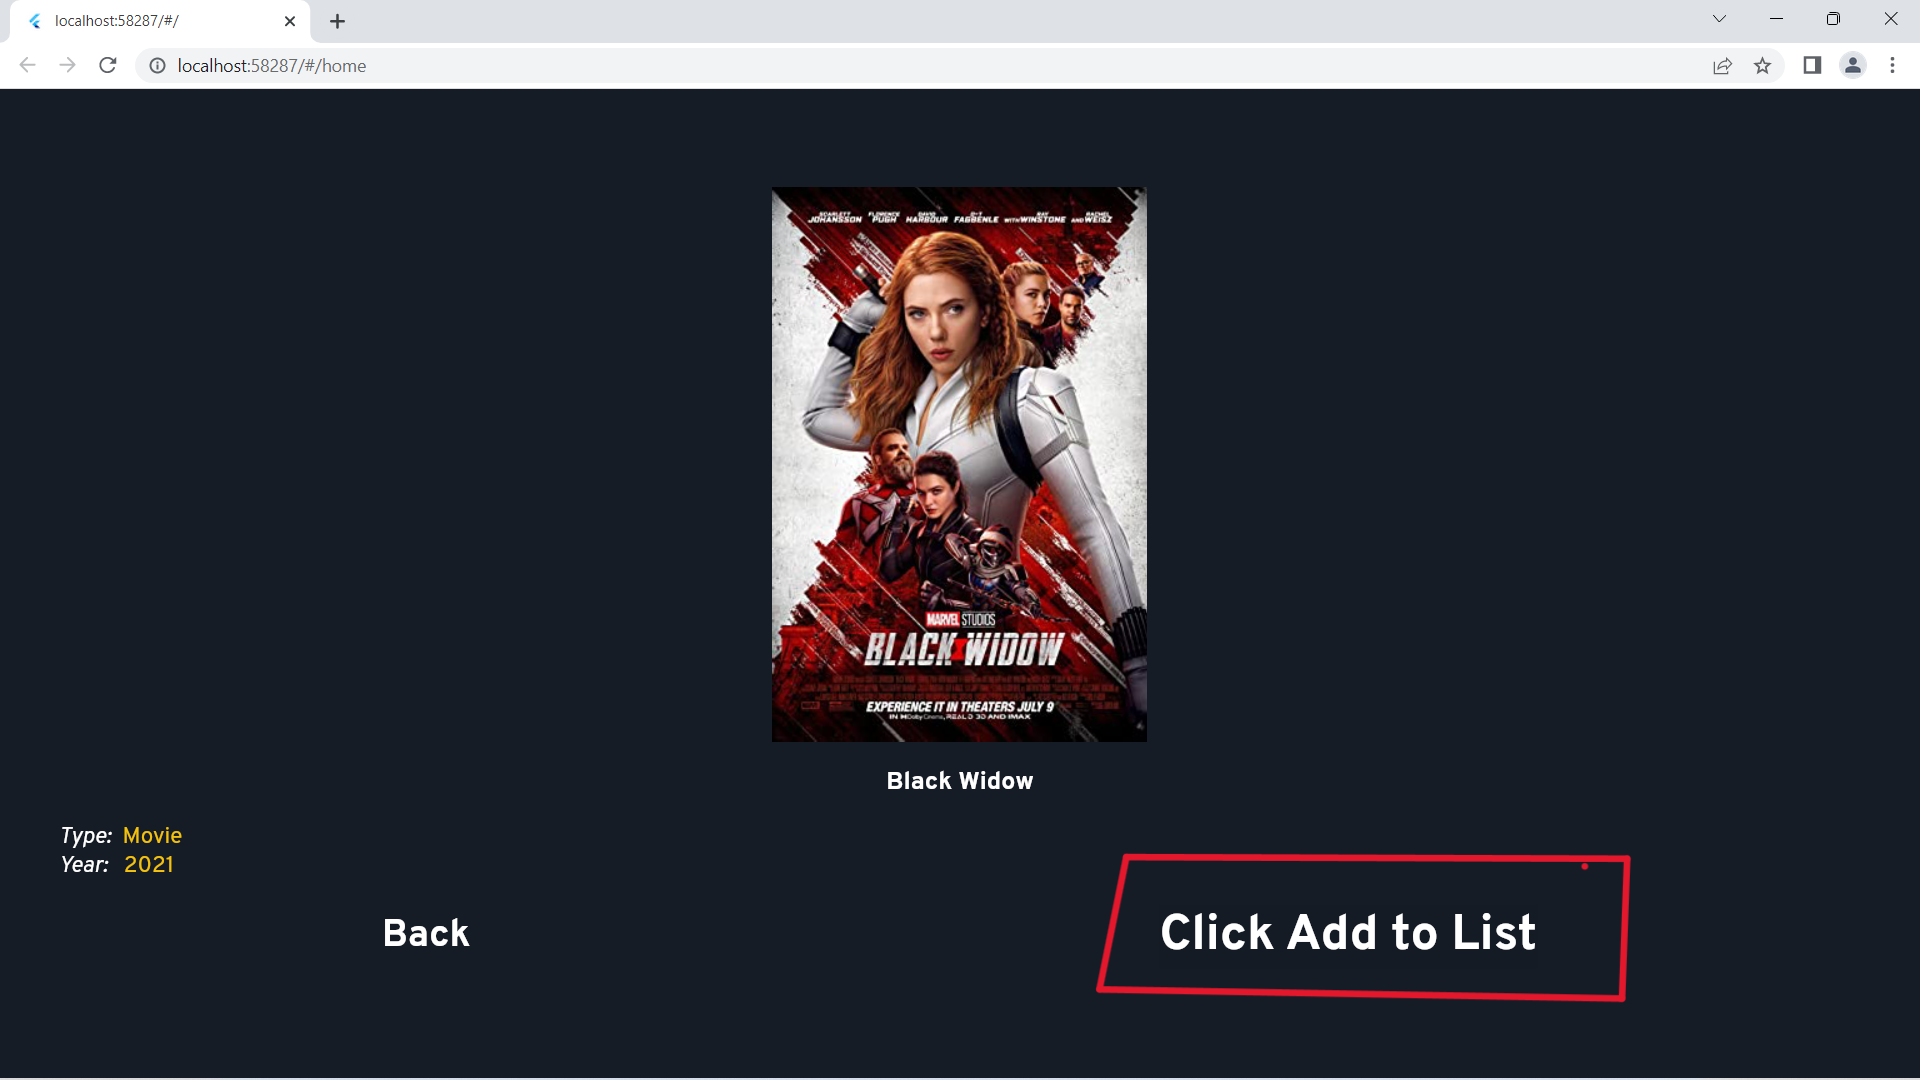 localhost:58287/#/
localhost:58287/#/home
SCARLETT JOHANSSON FLORENCE PUGH DAVID HARBOUR O-T FAGBENLE WITH RAY WINSTONE AND RACHEL WEISZ
MARVEL STUDIOS
BLACK WIDOW
EXPERIENCE IT IN THEATERS JULY 9
IN Dolby Cinema, REAL D 3D AND IMAX
Black Widow
Type: Movie
Year: 2021
Back
Click Add to List